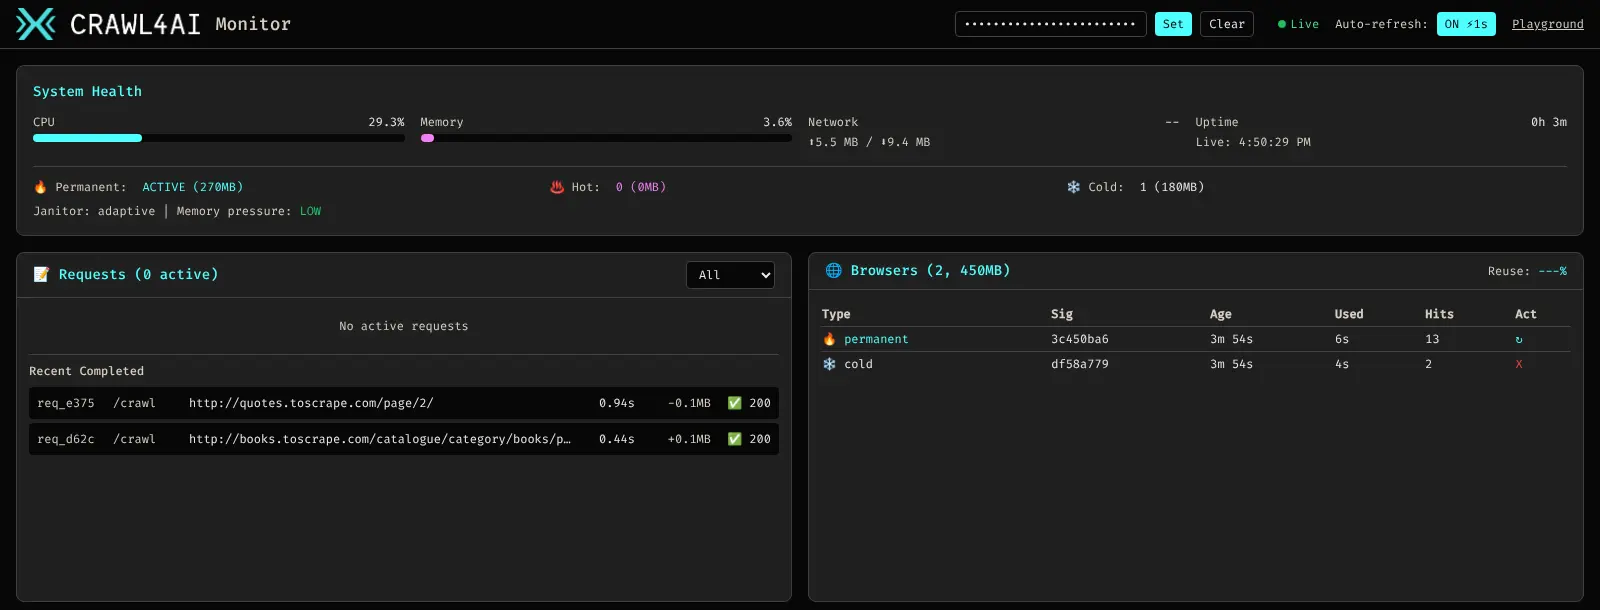 CRAWL4AI Monitor
•••••••••••••••••••••••• Set Clear ● Live Auto-refresh: ON ⚡1s Playground
System Health
CPU 29.3% Memory 3.6% Network -- Uptime 0h 3m
⬆5.5 MB / ⬇9.4 MB Live: 4:50:29 PM
🔥 Permanent: ACTIVE (270MB) ♨️ Hot: 0 (0MB) ❄️ Cold: 1 (180MB)
Janitor: adaptive | Memory pressure: LOW
📝 Requests (0 active) All
No active requests
Recent Completed
req_e375 /crawl http://quotes.toscrape.com/page/2/ 0.94s -0.1MB ✅ 200
req_d62c /crawl http://books.toscrape.com/catalogue/category/books/p… 0.44s +0.1MB ✅ 200
🌐 Browsers (2, 450MB) Reuse: ---%
Type Sig Age Used Hits Act
🔥 permanent 3c450ba6 3m 54s 6s 13 ↻
❄️ cold df58a779 3m 54s 4s 2 X